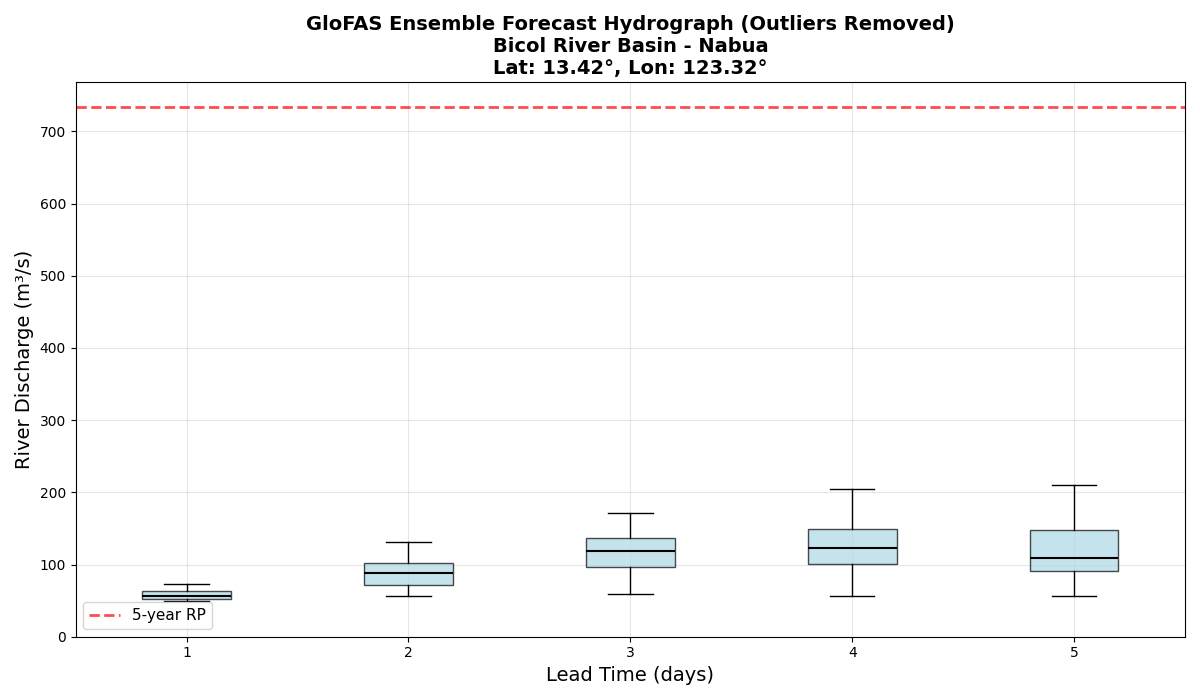 GloFAS Ensemble Forecast Hydrograph (Outliers Removed)
Bicol River Basin - Nabua
Lat: 13.42°, Lon: 123.32°
River Discharge (m³/s)
700
600
500
400
300
200
100
0
5-year RP
1 2 3 4 5
Lead Time (days)